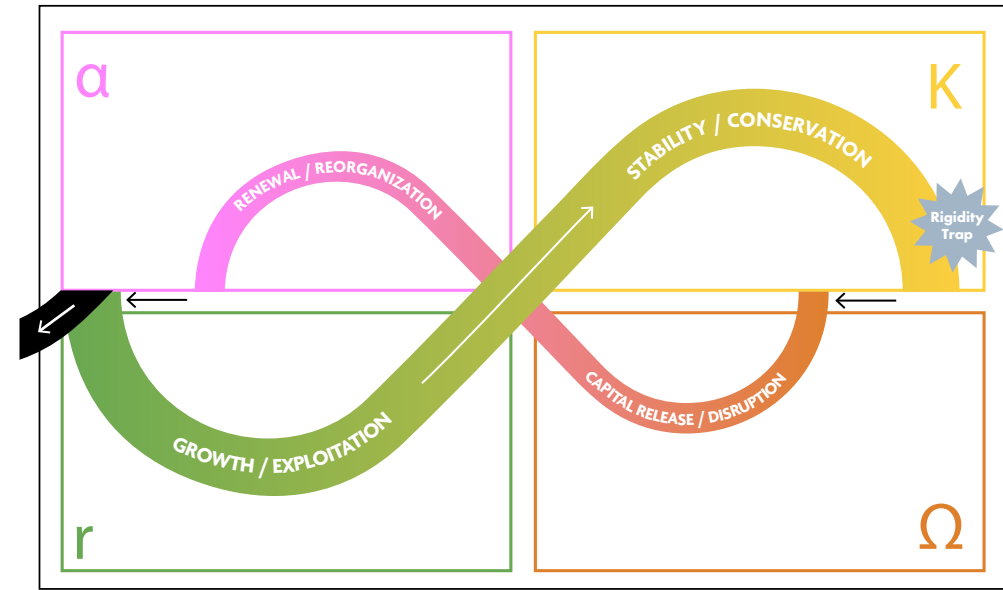 α
K
RENEWAL / REORGANIZATION
STABILITY / CONSERVATION
Rigidity
Trap
GROWTH / EXPLOITATION
CAPITAL RELEASE / DISRUPTION
r
Ω